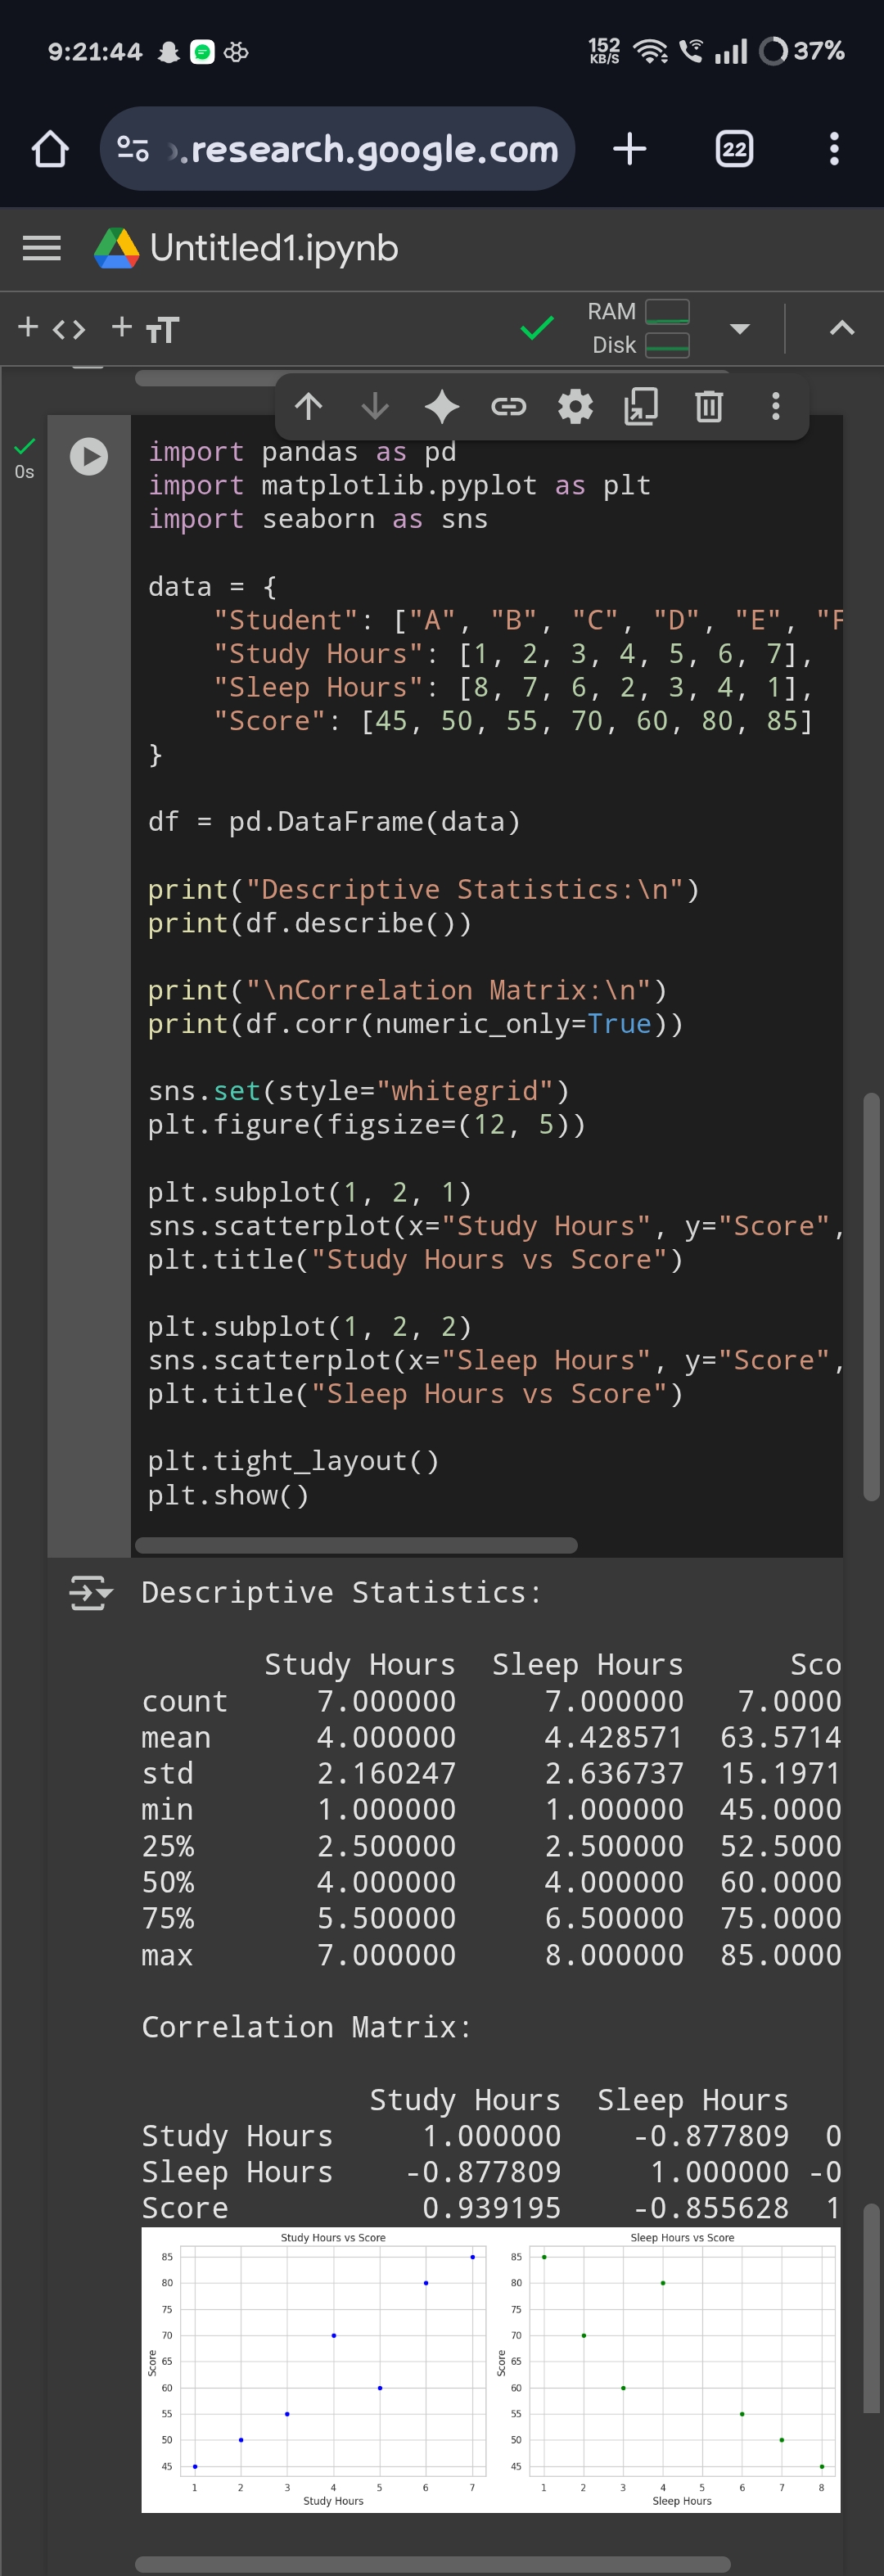 9:21:44
152
KB/S
37%
.research.google.com
22
Untitled1.ipynb
+ <> + TT
RAM
Disk
0s
import pandas as pd
import matplotlib.pyplot as plt
import seaborn as sns
data = {
"Student": ["A", "B", "C", "D", "E", "F
"Study Hours": [1, 2, 3, 4, 5, 6, 7],
"Sleep Hours": [8, 7, 6, 2, 3, 4, 1],
"Score": [45, 50, 55, 70, 60, 80, 85]
}
df = pd.DataFrame(data)
print("Descriptive Statistics:\n")
print(df.describe())
print("\nCorrelation Matrix:\n")
print(df.corr(numeric_only=True))
sns.set(style="whitegrid")
plt.figure(figsize=(12, 5))
plt.subplot(1, 2, 1)
sns.scatterplot(x="Study Hours", y="Score",
plt.title("Study Hours vs Score")
plt.subplot(1, 2, 2)
sns.scatterplot(x="Sleep Hours", y="Score",
plt.title("Sleep Hours vs Score")
plt.tight_layout()
plt.show()
Descriptive Statistics:
Study Hours Sleep Hours Sco
count 7.000000 7.000000 7.0000
mean 4.000000 4.428571 63.5714
std 2.160247 2.636737 15.1971
min 1.000000 1.000000 45.0000
25% 2.500000 2.500000 52.5000
50% 4.000000 4.000000 60.0000
75% 5.500000 6.500000 75.0000
max 7.000000 8.000000 85.0000
Correlation Matrix:
Study Hours Sleep Hours
Study Hours 1.000000 -0.877809 0
Sleep Hours -0.877809 1.000000 -0
Score 0.939195 -0.855628 1
Study Hours vs Score
85
80
75
70
65
60
55
50
45
Score
1 2 3 4 5 6 7
Study Hours
Sleep Hours vs Score
85
80
75
70
65
60
55
50
45
Score
1 2 3 4 5 6 7 8
Sleep Hours